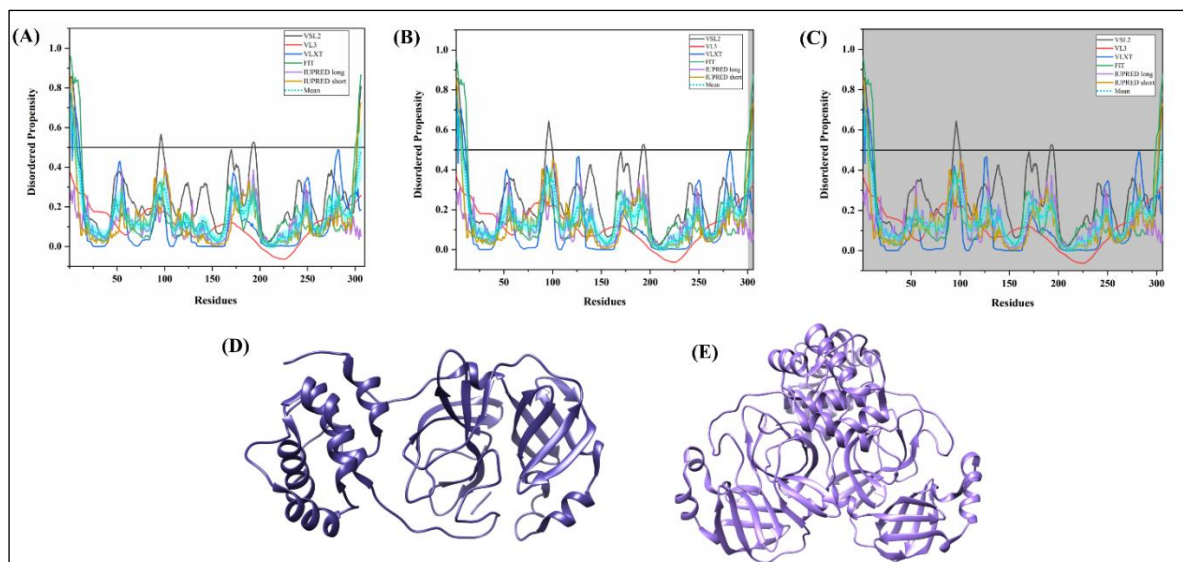 (A)
Disordered Propensity
1.0
0.8
0.6
0.4
0.2
0.0
50
100
150
200
250
300
Residues
VSL2
VL3
VLXT
FIT
IUPRED long
IUPRED short
Mean
(B)
Disordered Propensity
1.0
0.8
0.6
0.4
0.2
0.0
50
100
150
200
250
300
Residues
VSL2
VL3
VLXT
FIT
IUPRED long
IUPRED short
Mean
(C)
Disordered Propensity
1.0
0.8
0.6
0.4
0.2
0.0
50
100
150
200
250
300
Residues
VSL2
VL3
VLXT
FIT
IUPRED long
IUPRED short
Mean
(D)
(E)